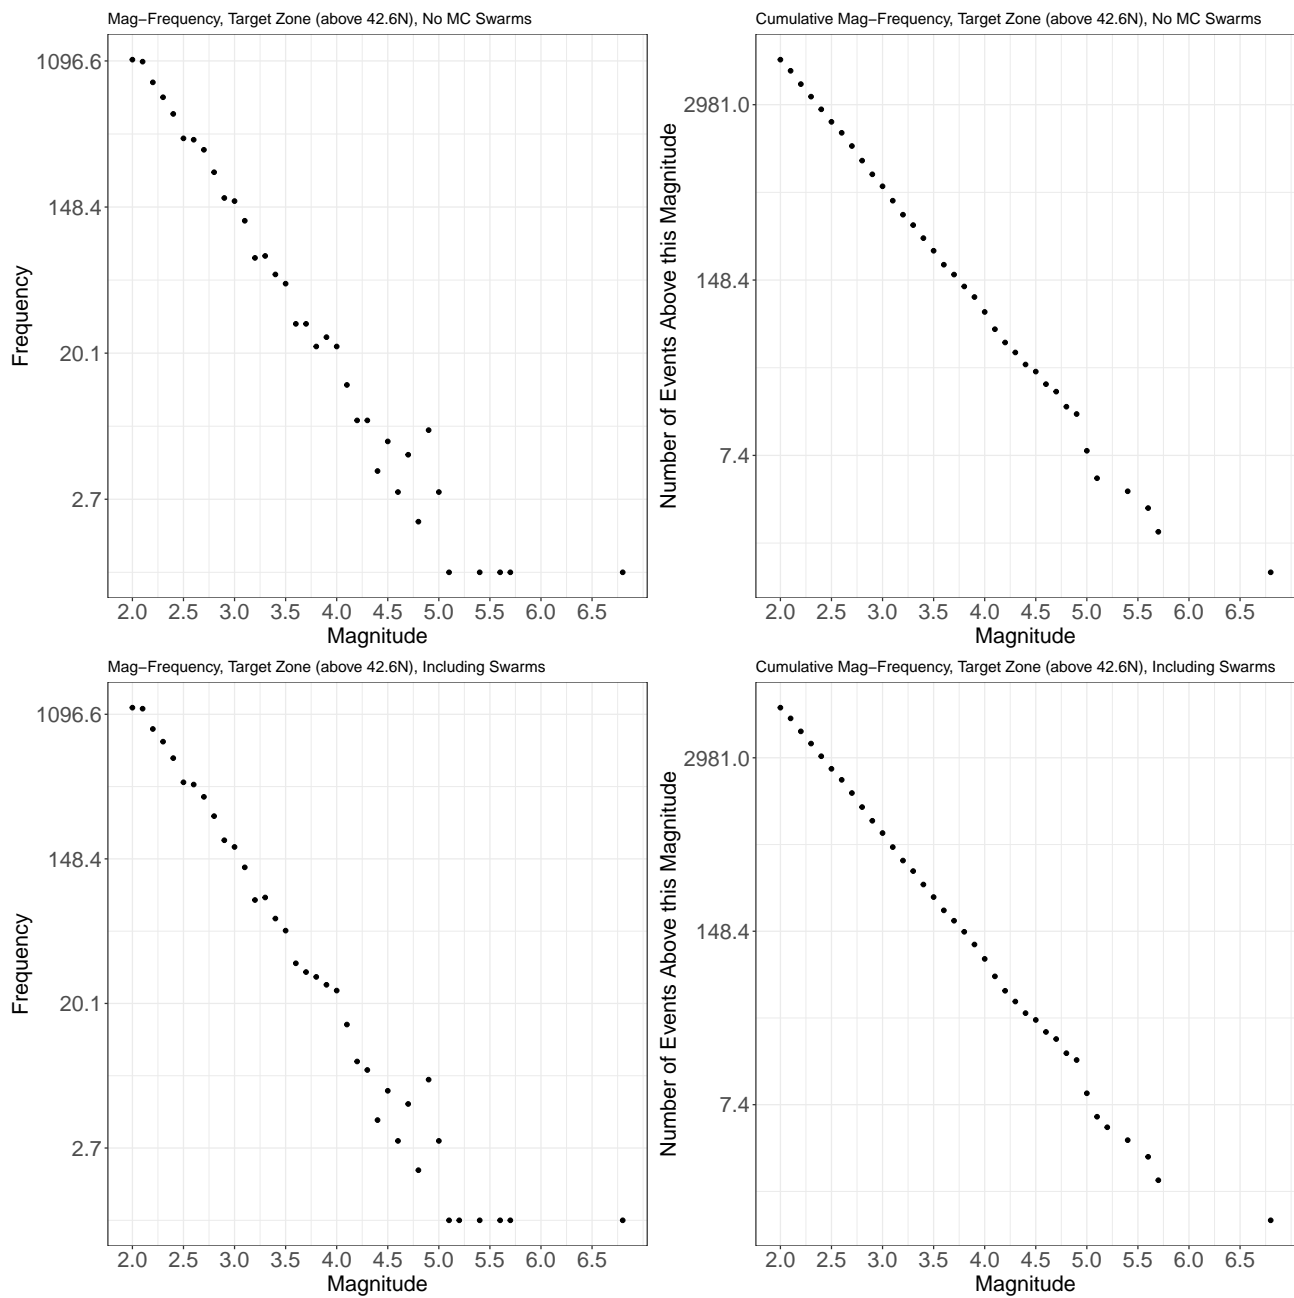 Mag−Frequency, Target Zone (above 42.6N), No MC Swarms
1096.6
148.4
20.1
2.7
Frequency
2.0 2.5 3.0 3.5 4.0 4.5 5.0 5.5 6.0 6.5
Magnitude
Cumulative Mag−Frequency, Target Zone (above 42.6N), No MC Swarms
2981.0
148.4
7.4
Number of Events Above this Magnitude
2.0 2.5 3.0 3.5 4.0 4.5 5.0 5.5 6.0 6.5
Magnitude
Mag−Frequency, Target Zone (above 42.6N), Including Swarms
1096.6
148.4
20.1
2.7
Frequency
2.0 2.5 3.0 3.5 4.0 4.5 5.0 5.5 6.0 6.5
Magnitude
Cumulative Mag−Frequency, Target Zone (above 42.6N), Including Swarms
2981.0
148.4
7.4
Number of Events Above this Magnitude
2.0 2.5 3.0 3.5 4.0 4.5 5.0 5.5 6.0 6.5
Magnitude